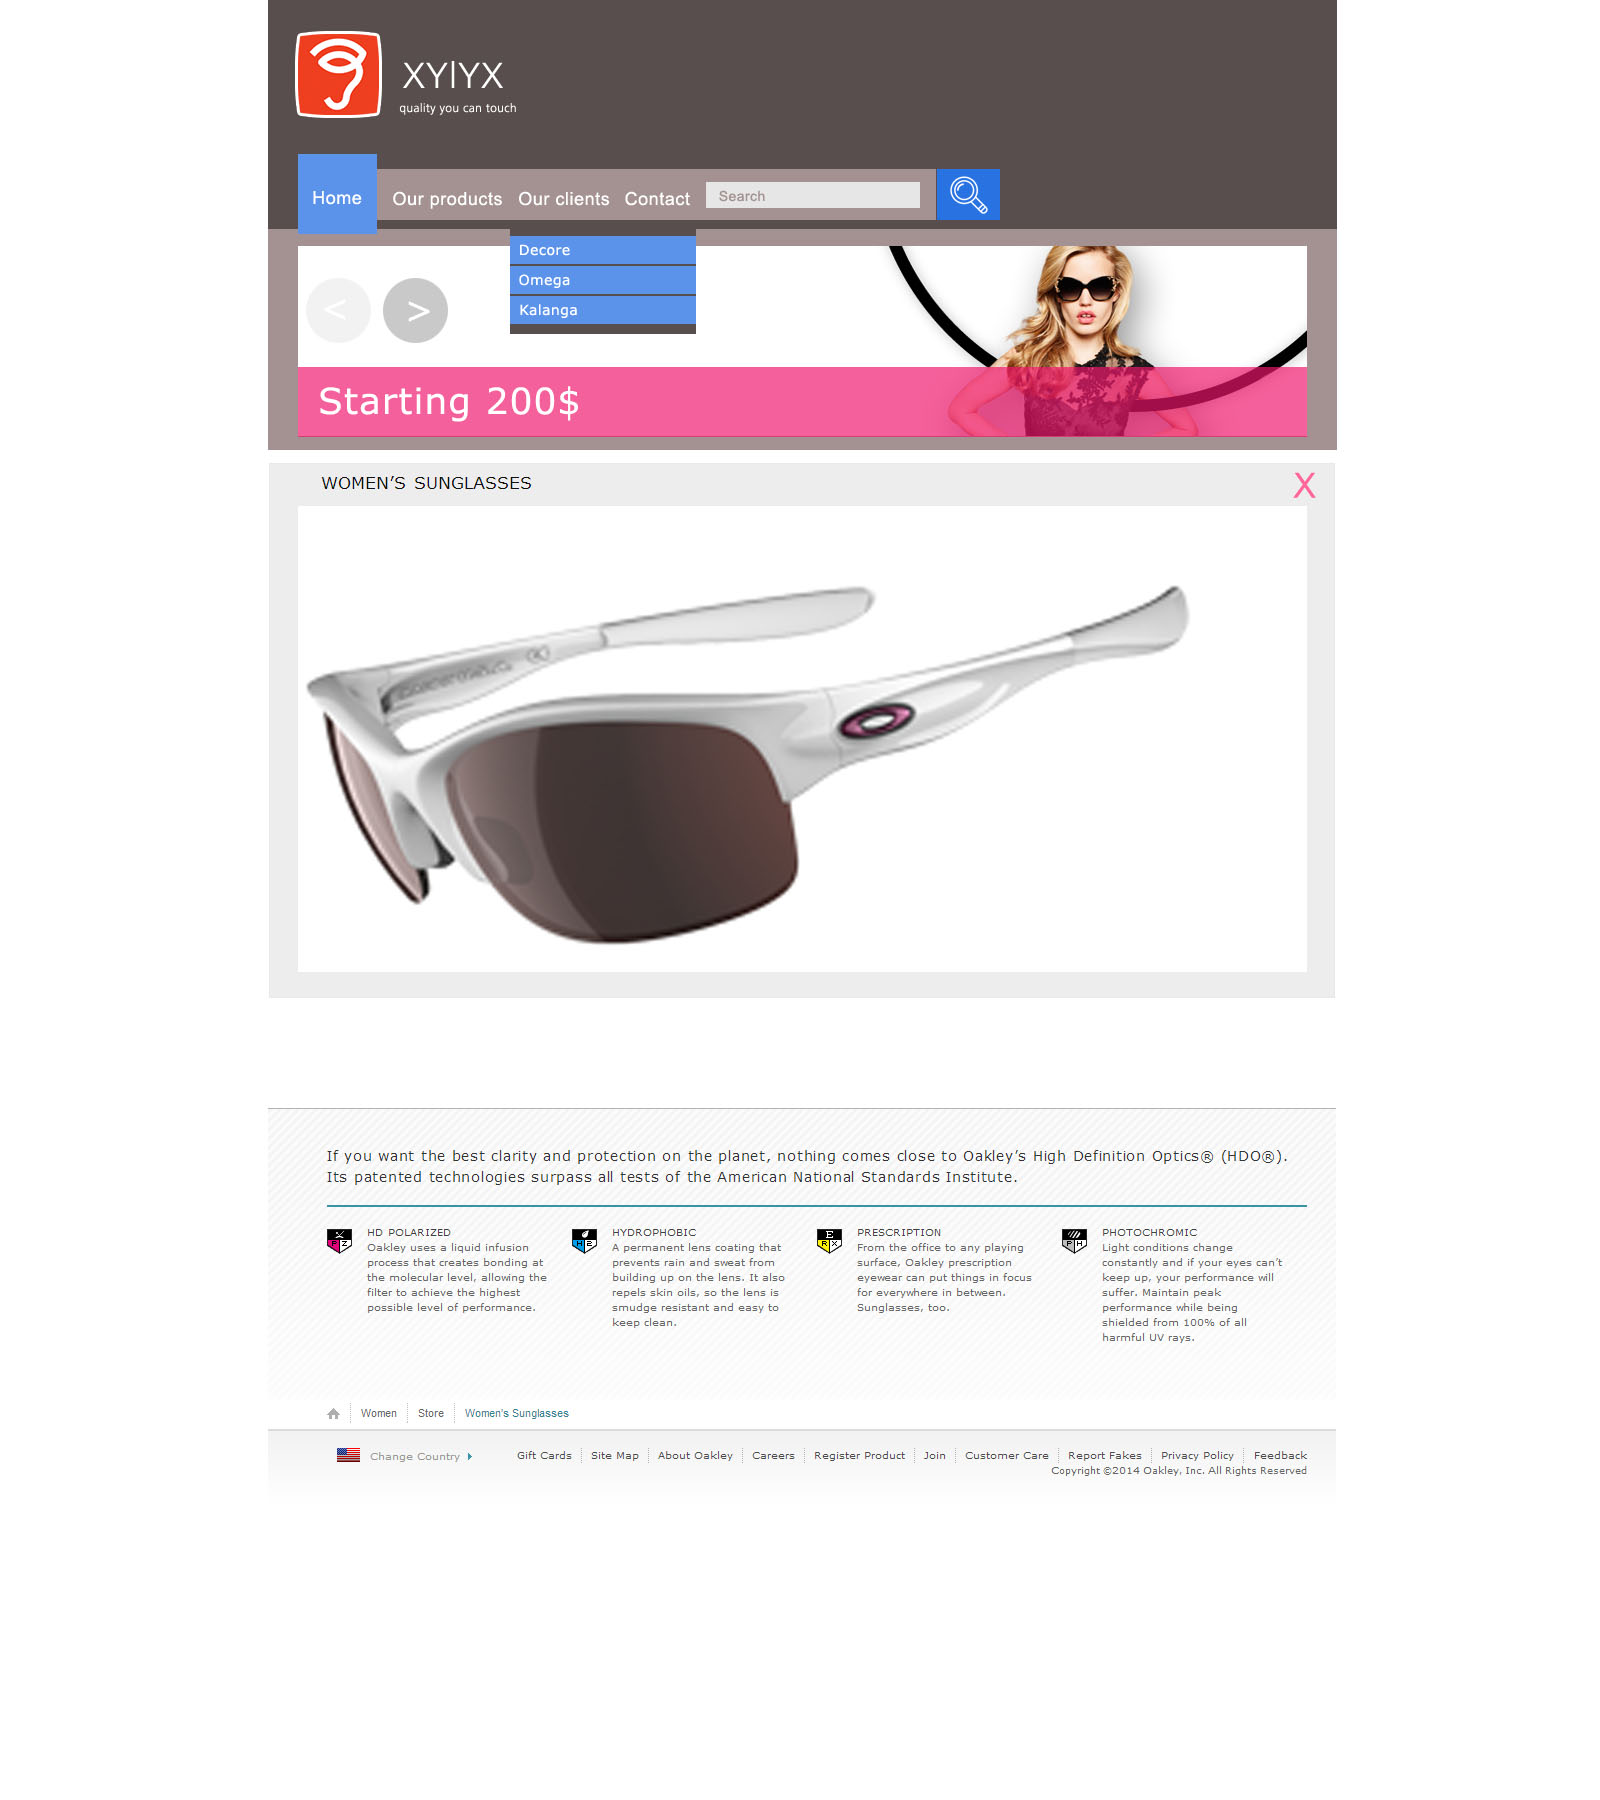 XY|YX
quality you can touch
Home
Our products
Our clients
Contact
Search
Decore
Omega
Kalanga
< >
Starting 200$
WOMEN’S SUNGLASSES
X
If you want the best clarity and protection on the planet, nothing comes close to Oakley’s High Definition Optics® (HDO®).
Its patented technologies surpass all tests of the American National Standards Institute.
HD POLARIZED
Oakley uses a liquid infusion
process that creates bonding at
the molecular level, allowing the
filter to achieve the highest
possible level of performance.
H2
HYDROPHOBIC
A permanent lens coating that
prevents rain and sweat from
building up on the lens. It also
repels skin oils, so the lens is
smudge resistant and easy to
keep clean.
E
RX
PRESCRIPTION
From the office to any playing
surface, Oakley prescription
eyewear can put things in focus
for everywhere in between.
Sunglasses, too.
PH
PHOTOCHROMIC
Light conditions change
constantly and if your eyes can’t
keep up, your performance will
suffer. Maintain peak
performance while being
shielded from 100% of all
harmful UV rays.
Women
Store
Women's Sunglasses
Change Country
Gift Cards
Site Map
About Oakley
Careers
Register Product
Join
Customer Care
Report Fakes
Privacy Policy
Feedback
Copyright ©2014 Oakley, Inc. All Rights Reserved